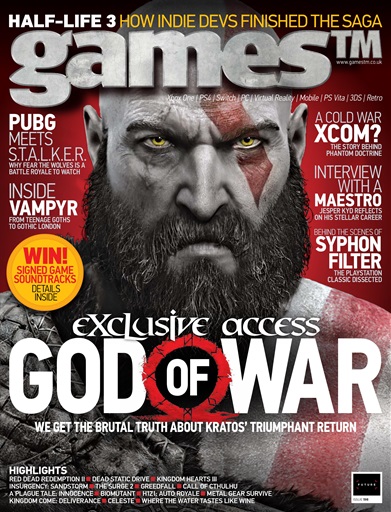 HALF-LIFE 3 HOW INDIE DEVS FINISHED THE SAGA
gamesTM
www.gamestm.co.uk
Xbox One | PS4 | Switch | PC | Virtual Reality | Mobile | PS Vita | 3DS | Retro
PUBG
MEETS
S.T.A.L.K.E.R.
WHY FEAR THE WOLVES IS A
BATTLE ROYALE TO WATCH
INSIDE
VAMPYR
FROM TEENAGE GOTHS
TO GOTHIC LONDON
WIN!
SIGNED GAME
SOUNDTRACKS
DETAILS
INSIDE
A COLD WAR
XCOM?
THE STORY BEHIND
PHANTOM DOCTRINE
INTERVIEW
WITH A
MAESTRO
JESPER KYD REFLECTS
ON HIS STELLAR CAREER
BEHIND THE SCENES OF
SYPHON
FILTER
THE PLAYSTATION
CLASSIC DISSECTED
exclusive access
GOD OF WAR
WE GET THE BRUTAL TRUTH ABOUT KRATOS' TRIUMPHANT RETURN
HIGHLIGHTS
RED DEAD REDEMPTION II ■ DEAD STATIC DRIVE ■ KINGDOM HEARTS III
INSURGENCY: SANDSTORM ■ THE SURGE 2 ■ GREEDFALL ■ CALL OF CTHULHU
A PLAGUE TALE: INNOCENCE ■ BIOMUTANT ■ H1Z1: AUTO ROYALE ■ METAL GEAR SURVIVE
KINGDOM COME: DELIVERANCE ■ CELESTE ■ WHERE THE WATER TASTES LIKE WINE
FUTURE